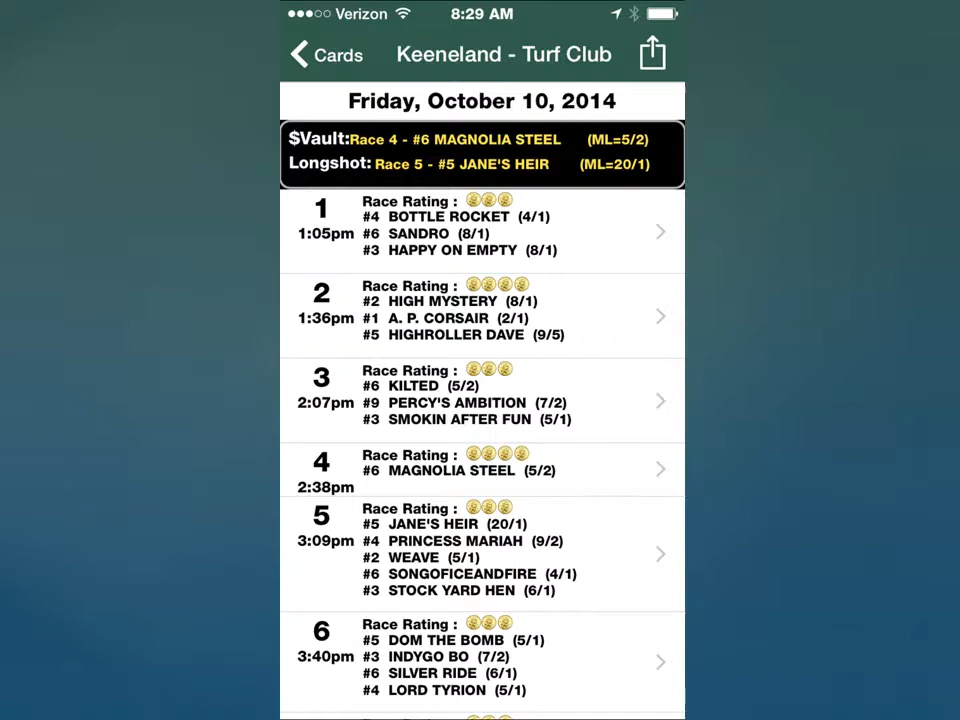 Verizon 8:29 AM
Cards Keeneland - Turf Club
Friday, October 10, 2014
$Vault:Race 4 - #6 MAGNOLIA STEEL (ML=5/2)
Longshot: Race 5 - #5 JANE'S HEIR (ML=20/1)
1 Race Rating :
1:05pm #4 BOTTLE ROCKET (4/1)
#6 SANDRO (8/1)
#3 HAPPY ON EMPTY (8/1)
2 Race Rating :
1:36pm #2 HIGH MYSTERY (8/1)
#1 A. P. CORSAIR (2/1)
#5 HIGHROLLER DAVE (9/5)
3 Race Rating :
2:07pm #6 KILTED (5/2)
#9 PERCY'S AMBITION (7/2)
#3 SMOKIN AFTER FUN (5/1)
4 Race Rating :
2:38pm #6 MAGNOLIA STEEL (5/2)
5 Race Rating :
3:09pm #5 JANE'S HEIR (20/1)
#4 PRINCESS MARIAH (9/2)
#2 WEAVE (5/1)
#6 SONGOFICEANDFIRE (4/1)
#3 STOCK YARD HEN (6/1)
6 Race Rating :
3:40pm #5 DOM THE BOMB (5/1)
#3 INDYGO BO (7/2)
#6 SILVER RIDE (6/1)
#4 LORD TYRION (5/1)